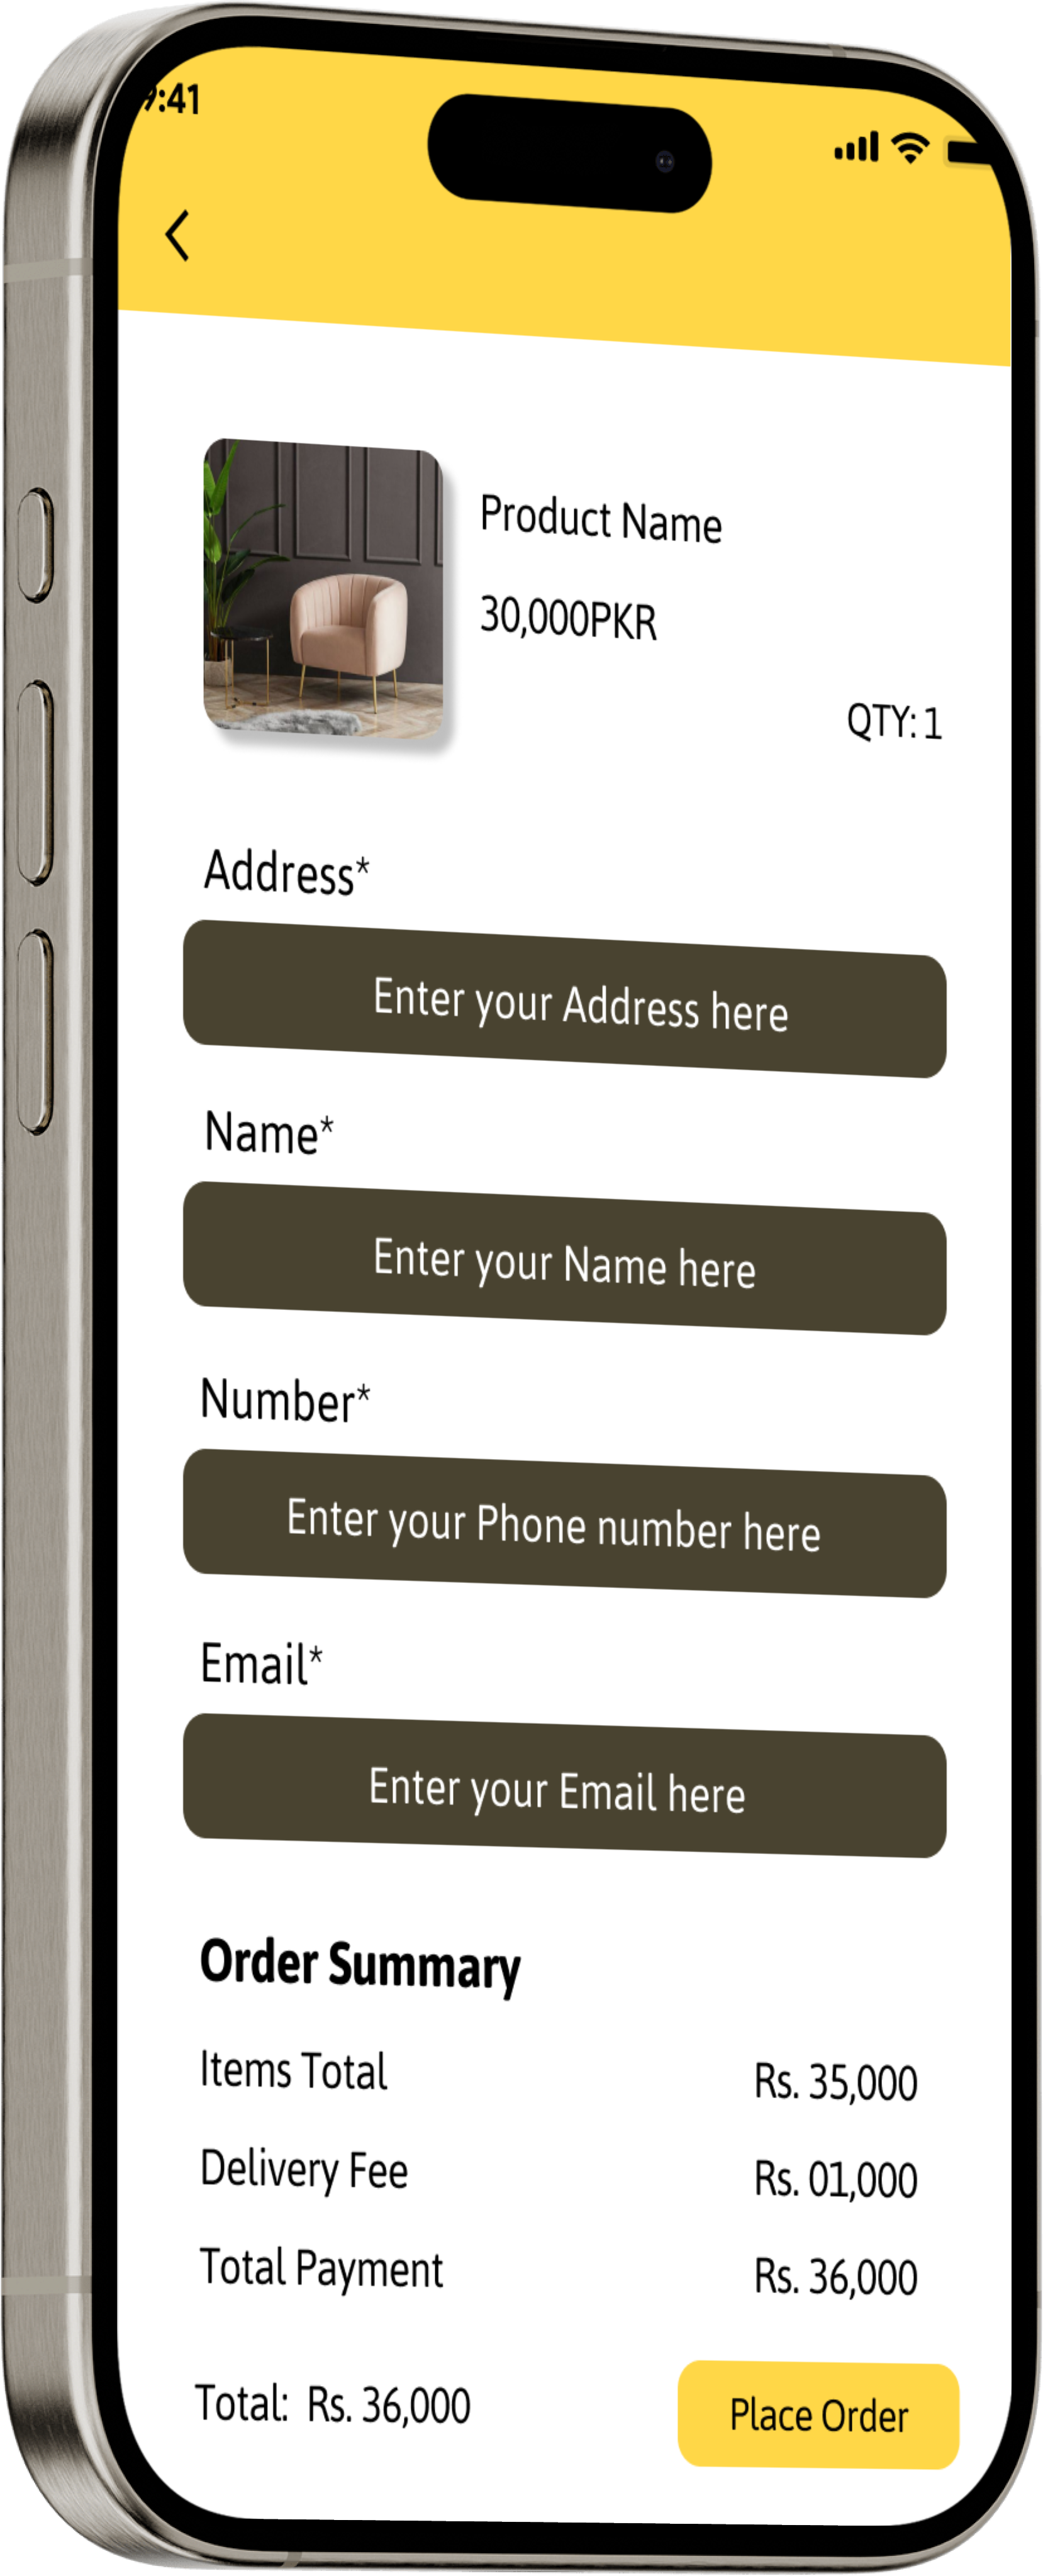 9:41
Product Name
30,000PKR
QTY: 1
Address*
Enter your Address here
Name*
Enter your Name here
Number*
Enter your Phone number here
Email*
Enter your Email here
Order Summary
Items Total Rs. 35,000
Delivery Fee Rs. 01,000
Total Payment Rs. 36,000
Total: Rs. 36,000 Place Order